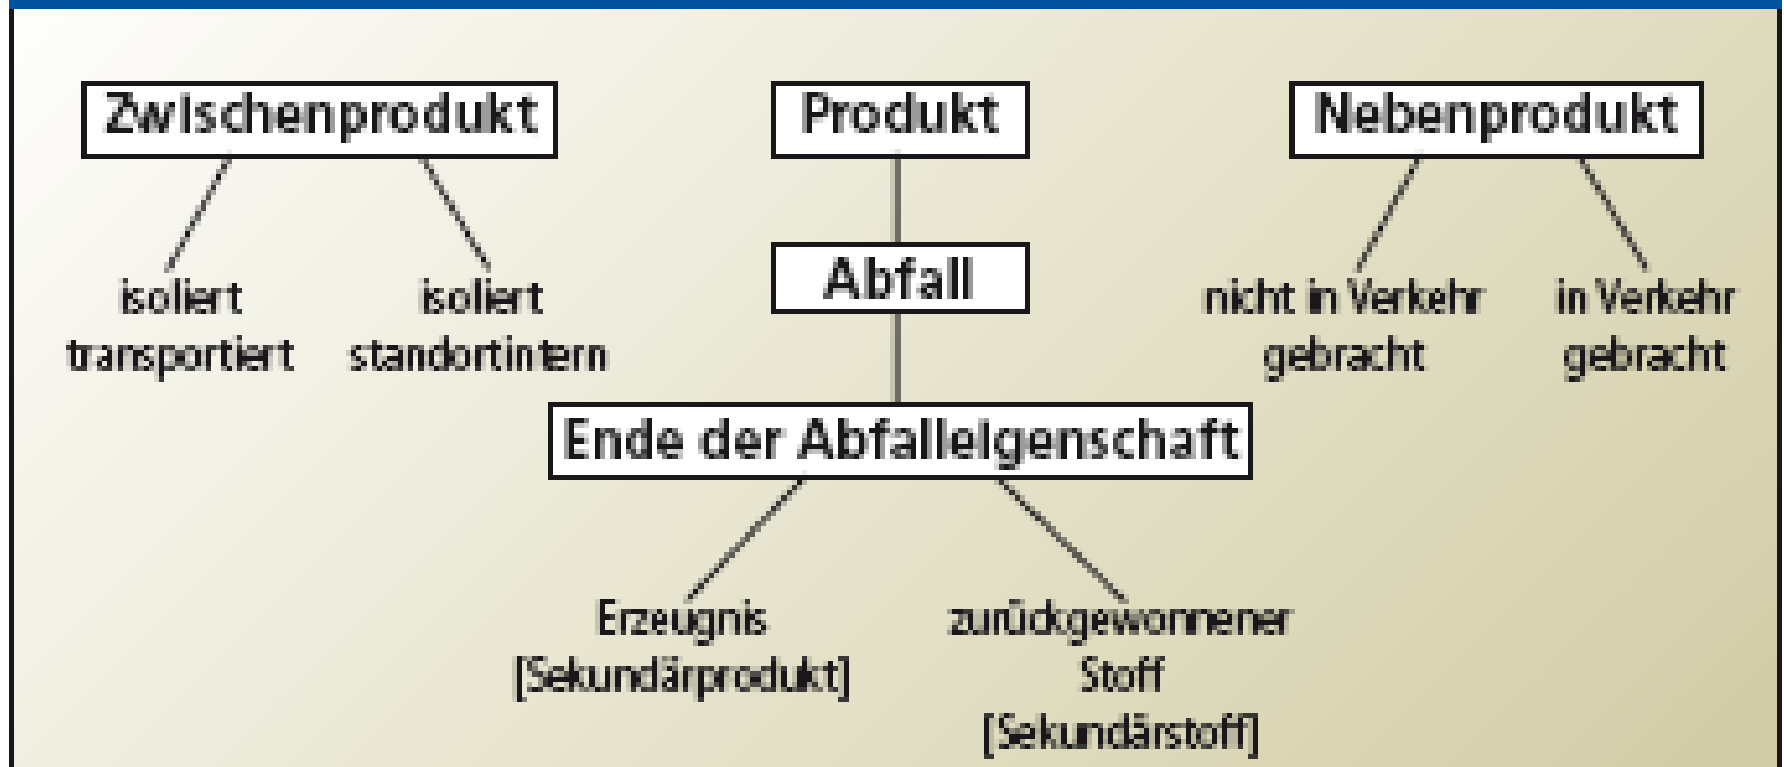 Zwischenprodukt
Produkt
Nebenprodukt
isoliert
transportiert
isoliert
standortintern
Abfall
nicht in Verkehr
gebracht
in Verkehr
gebracht
Ende der Abfalleigenschaft
Erzeugnis
[Sekundärprodukt]
zurückgewonnener
Stoff
[Sekundärstoff]